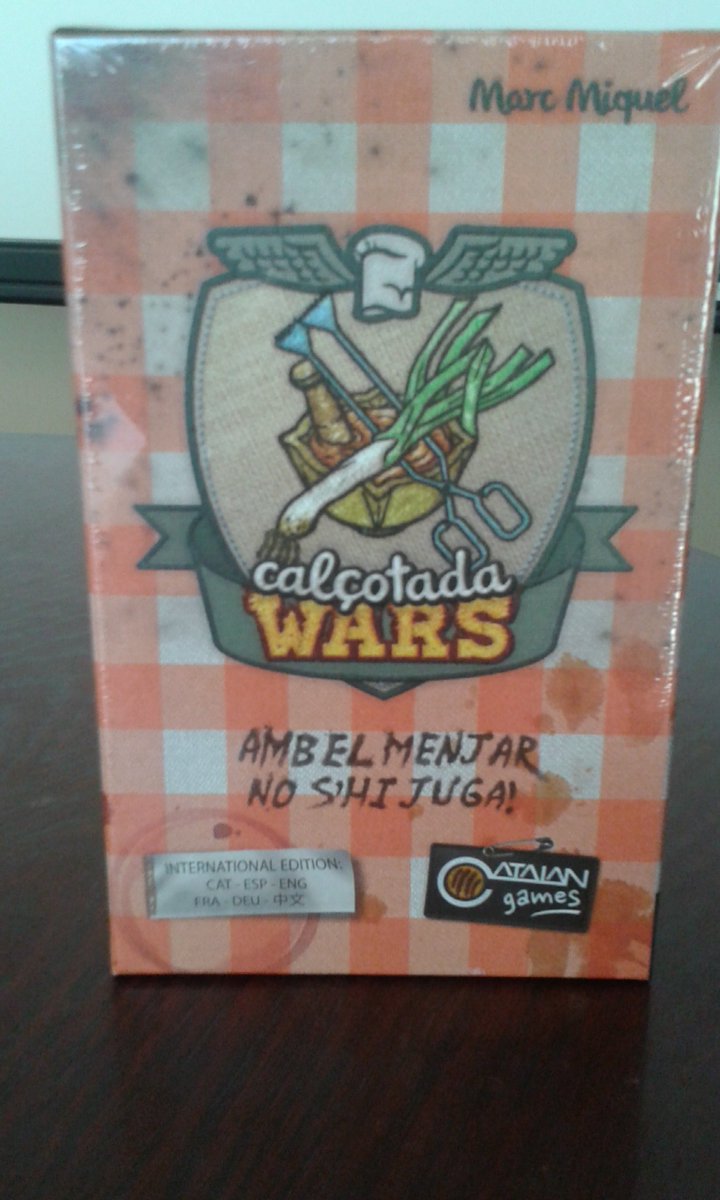 Marc Miquel
calçotada
WARS
AMB EL MENJAR
NO S'HI JUGA!
INTERNATIONAL EDITION:
CAT - ESP - ENG
FRA - DEU - 中文
CATALAN
games